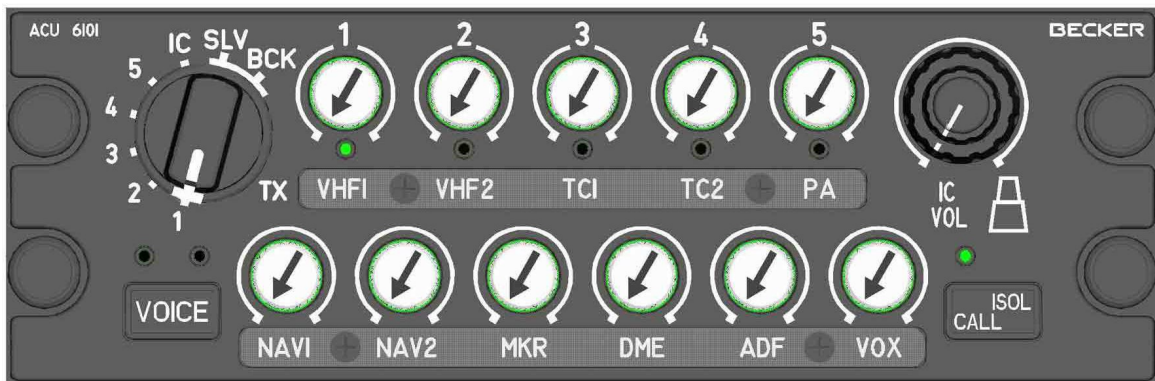 ACU 6101
BECKER
IC SLV BCK
5
4
3
2
1
TX
1 2 3 4 5
VHF1 VHF2 TC1 TC2 PA
IC
VOL
VOICE
ISOL
CALL
NAV1 NAV2 MKR DME ADF VOX